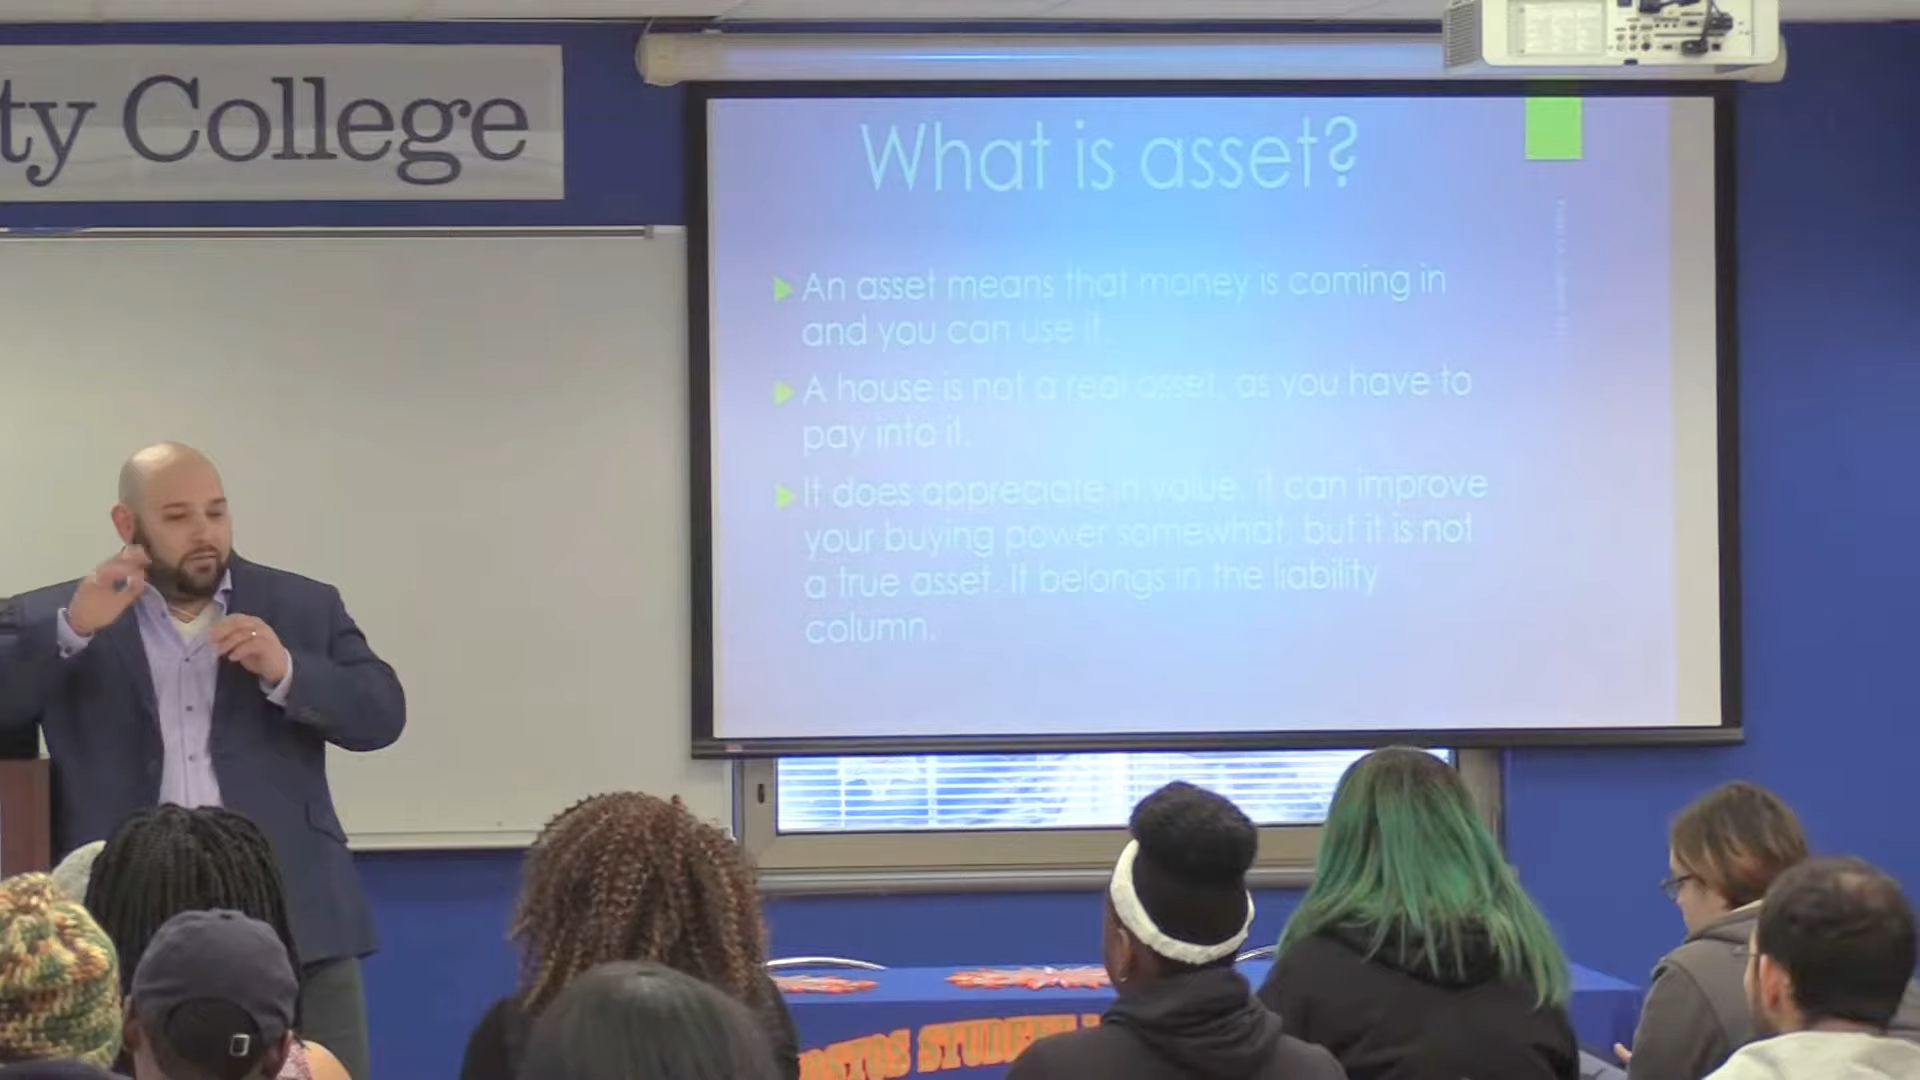 ty College
What is asset?
An asset means that money is coming in
and you can use it.
A house is not a real asset, as you have to
pay into it.
It does appreciate in value, it can improve
your buying power somewhat, but it is not
a true asset. It belongs in the liability
column.
OSTOS STUDENT